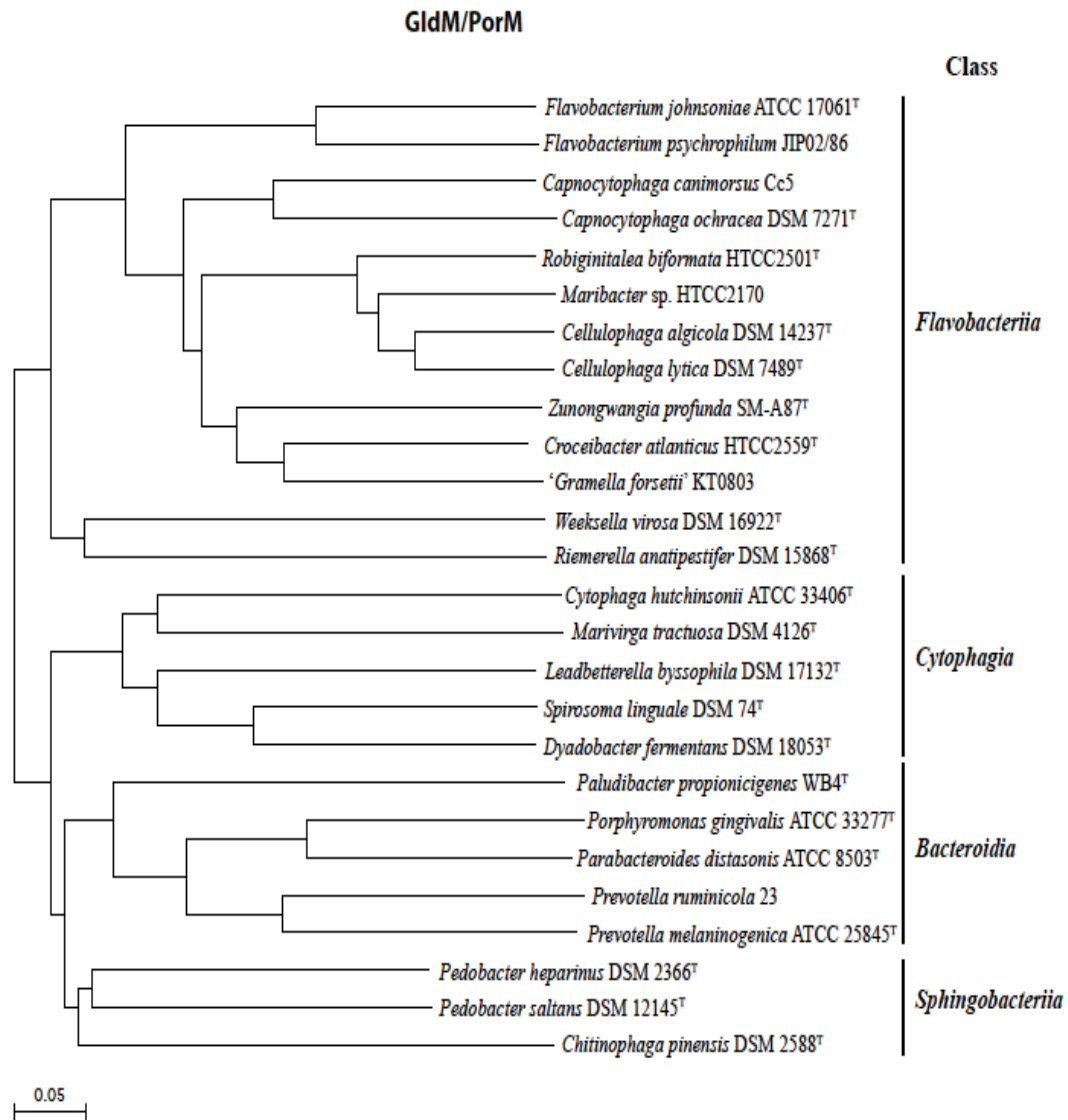 GldM/PorM
Class
Flavobacterium johnsoniae ATCC 17061ᵀ
Flavobacterium psychrophilum JIP02/86
Capnocytophaga canimorsus Cc5
Capnocytophaga ochracea DSM 7271ᵀ
Robiginitalea biformata HTCC2501ᵀ
Maribacter sp. HTCC2170
Cellulophaga algicola DSM 14237ᵀ
Cellulophaga lytica DSM 7489ᵀ
Zunongwangia profunda SM-A87ᵀ
Croceibacter atlanticus HTCC2559ᵀ
‘Gramella forsetii’ KT0803
Weeksella virosa DSM 16922ᵀ
Riemerella anatipestifer DSM 15868ᵀ
Flavobacteriia
Cytophaga hutchinsonii ATCC 33406ᵀ
Marivirga tractuosa DSM 4126ᵀ
Leadbetterella byssophila DSM 17132ᵀ
Spirosoma linguale DSM 74ᵀ
Dyadobacter fermentans DSM 18053ᵀ
Cytophagia
Paludibacter propionicigenes WB4ᵀ
Porphyromonas gingivalis ATCC 33277ᵀ
Parabacteroides distasonis ATCC 8503ᵀ
Prevotella ruminicola 23
Prevotella melaninogenica ATCC 25845ᵀ
Bacteroidia
Pedobacter heparinus DSM 2366ᵀ
Pedobacter saltans DSM 12145ᵀ
Chitinophaga pinensis DSM 2588ᵀ
Sphingobacteriia
0.05